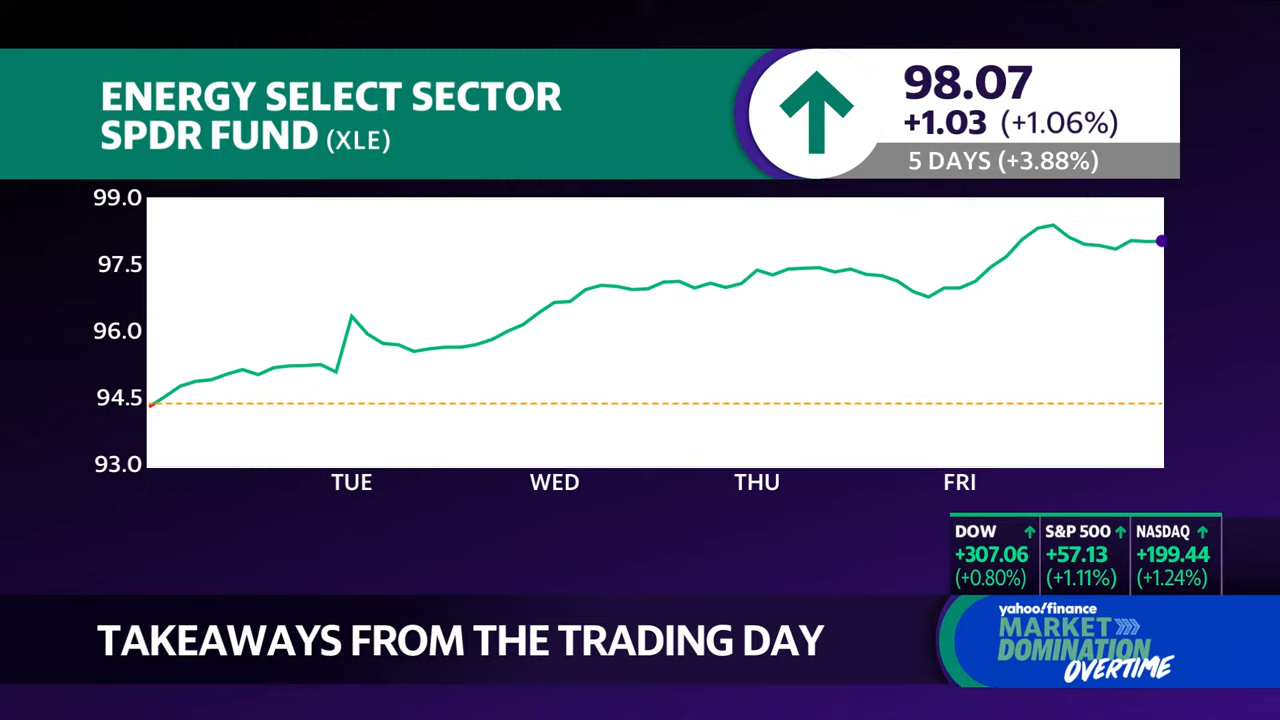 ENERGY SELECT SECTOR
SPDR FUND (XLE)
98.07
+1.03 (+1.06%)
5 DAYS (+3.88%)
99.0
97.5
96.0
94.5
93.0
TUE WED THU FRI
DOW S&P 500 NASDAQ
+307.06 +57.13 +199.44
(+0.80%) (+1.11%) (+1.24%)
TAKEAWAYS FROM THE TRADING DAY
yahoo!finance
MARKET
DOMINATION
OVERTIME